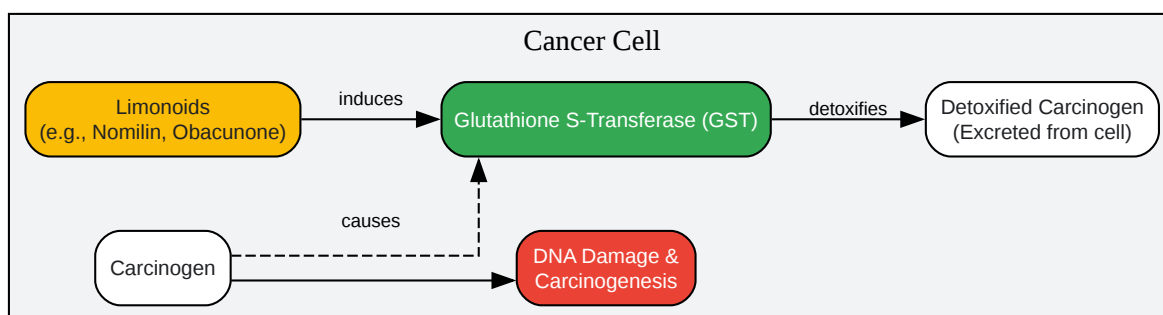 Cancer Cell
Limonoids
(e.g., Nomilin, Obacunone)
induces
Glutathione S-Transferase (GST)
detoxifies
Detoxified Carcinogen
(Excreted from cell)
causes
Carcinogen
DNA Damage &
Carcinogenesis